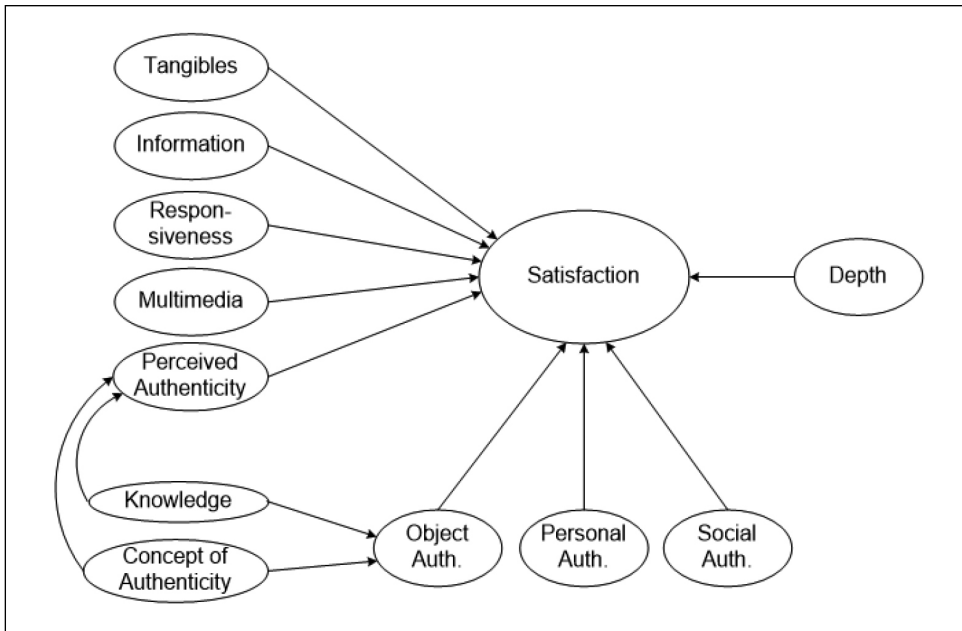 Tangibles
Information
Respon-
siveness
Multimedia
Perceived
Authenticity
Satisfaction
Depth
Knowledge
Concept of
Authenticity
Object
Auth.
Personal
Auth.
Social
Auth.